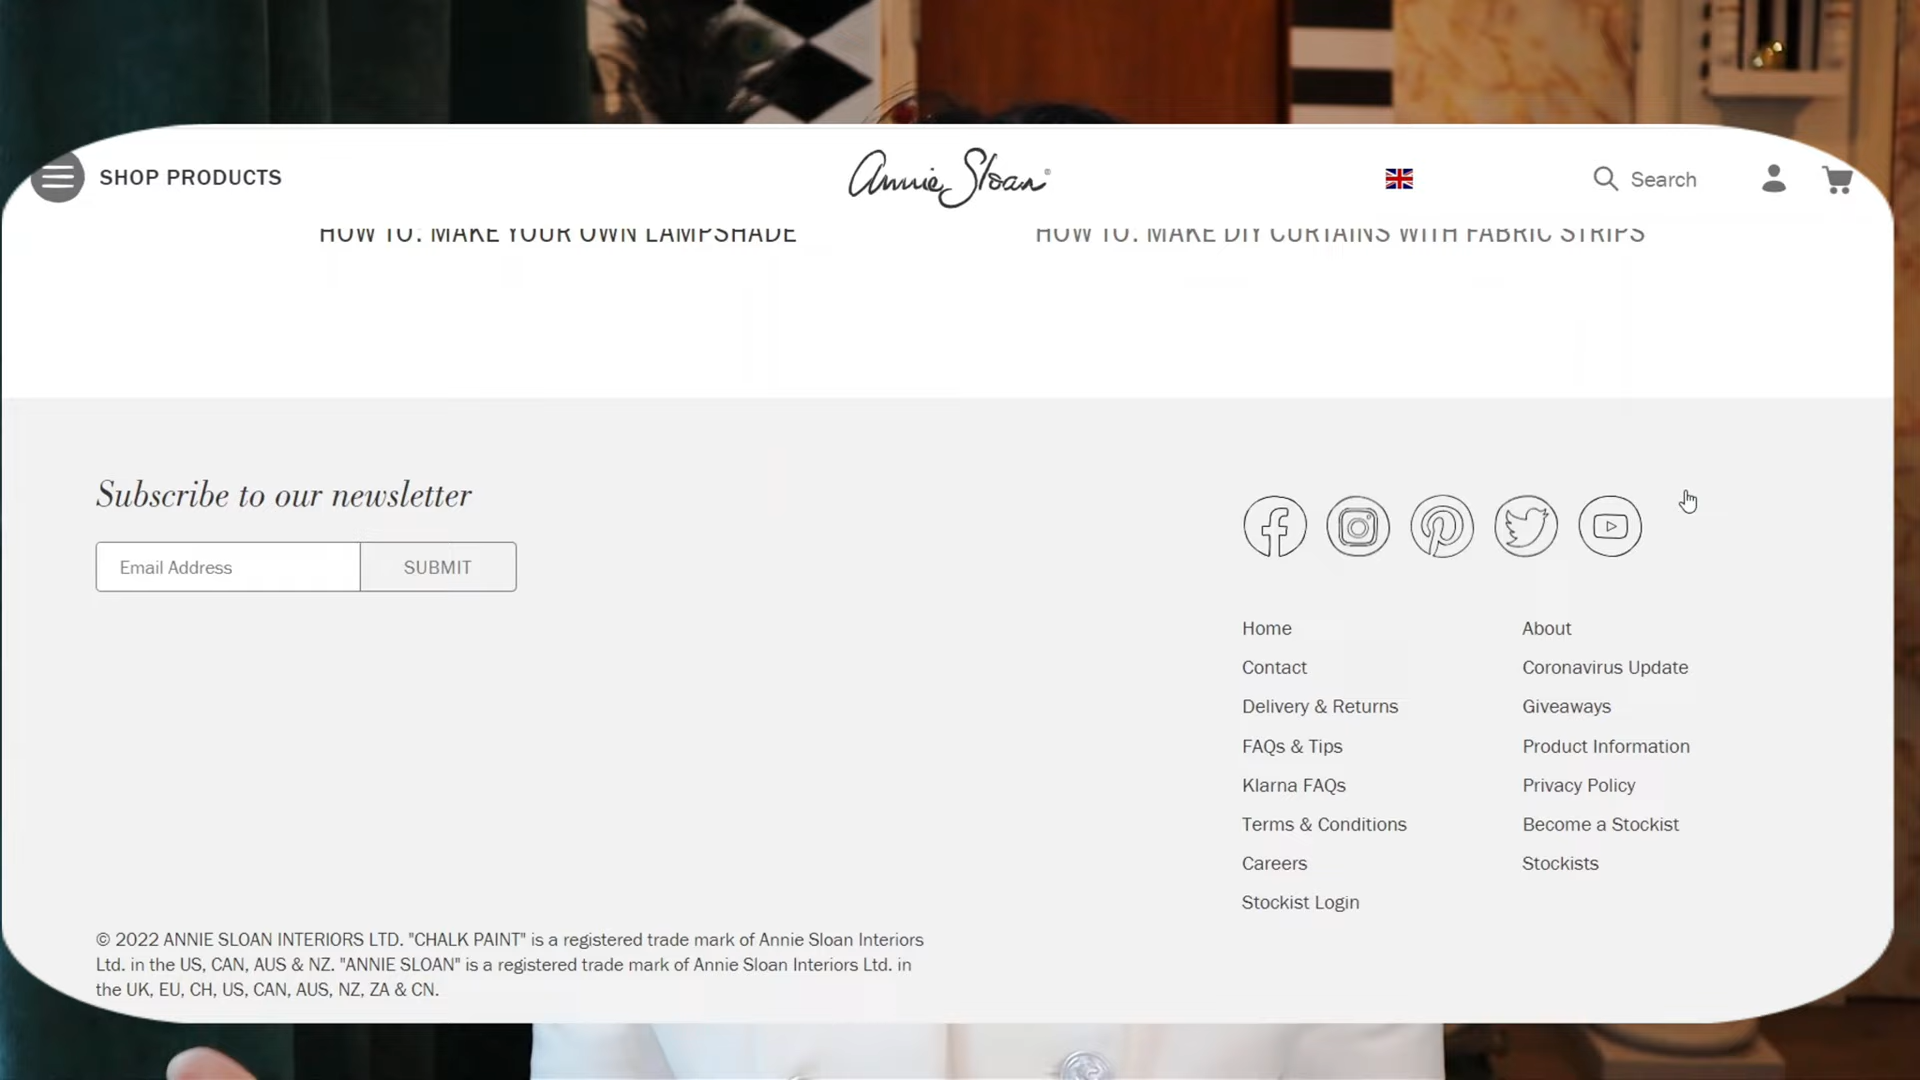 SHOP PRODUCTS
Annie Sloan®
Search
HOW TO: MAKE YOUR OWN LAMPSHADE
HOW TO: MAKE DIY CURTAINS WITH FABRIC STRIPS
Subscribe to our newsletter
Email Address
SUBMIT
Home
Contact
Delivery & Returns
FAQs & Tips
Klarna FAQs
Terms & Conditions
Careers
Stockist Login
About
Coronavirus Update
Giveaways
Product Information
Privacy Policy
Become a Stockist
Stockists
© 2022 ANNIE SLOAN INTERIORS LTD. "CHALK PAINT" is a registered trade mark of Annie Sloan Interiors
Ltd. in the US, CAN, AUS & NZ. "ANNIE SLOAN" is a registered trade mark of Annie Sloan Interiors Ltd. in
the UK, EU, CH, US, CAN, AUS, NZ, ZA & CN.